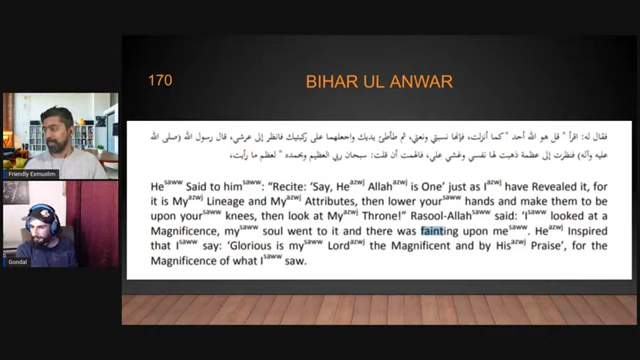 170
BIHAR UL ANWAR
فقال له: اقرأ " قل هو الله أحد " كما أنزلت، فإنها نسبتي ونعتي، ثم طأطئ يديك واجعلهما على ركبتيك فانظر إلى عرشي، قال رسول الله (صلى الله
عليه وآله) فنظرت إلى عظمة ذهبت لها نفسي وغشي علي، فألهمت أن قلت: سبحان ربي العظيم وبحمده " لعظم ما رأيت،
He saww Said to him saww: "Recite: 'Say, He azwj Allah azwj is One' just as I azwj have Revealed it, for
it is My azwj Lineage and My azwj Attributes, then lower your saww hands and make them to be
upon your saww knees, then look at My azwj Throne!" Rasool-Allah saww said: 'I saww looked at a
Magnificence, my saww soul went to it and there was fainting upon me saww. He azwj Inspired
that I saww say: 'Glorious is my saww Lord azwj the Magnificent and by His azwj Praise', for the
Magnificence of what I saww saw.
Friendly Exmuslim
Gondal